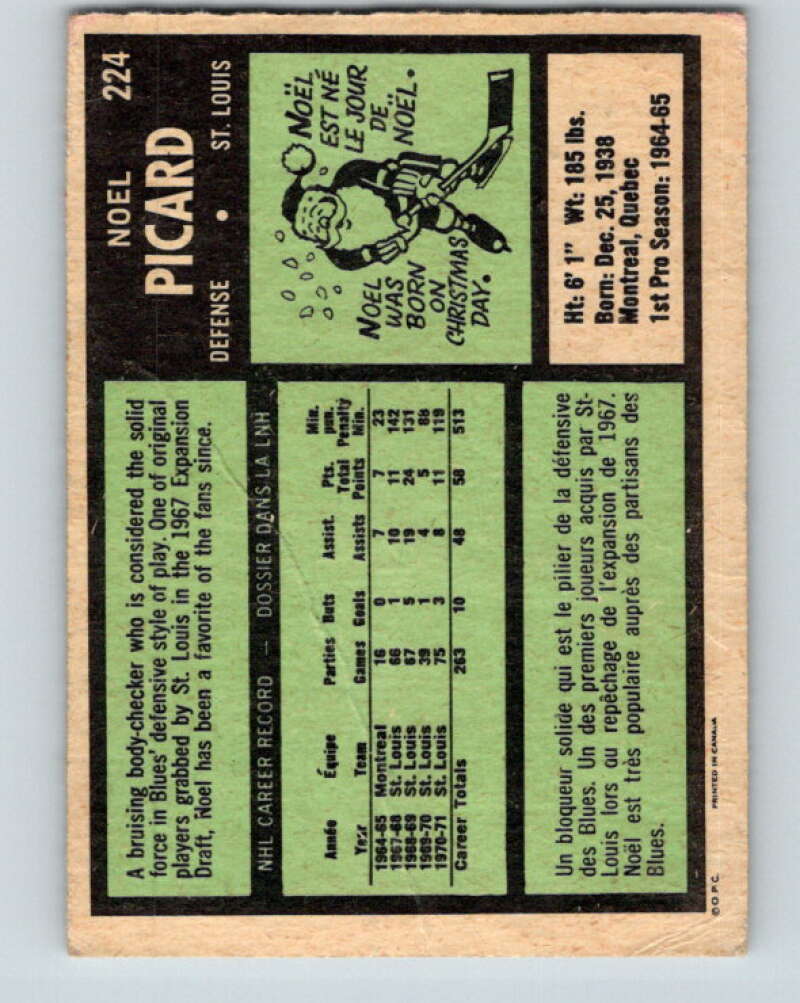 224
NOEL
PICARD
DEFENSE • ST. LOUIS
A bruising body-checker who is considered the solid
force in Blues' defensive style of play. One of original
players grabbed by St. Louis in the 1967 Expansion
Draft, Noel has been a favorite of the fans since.
NOEL
WAS
BORN
ON
CHRISTMAS
DAY.
NOËL
EST NÉ
LE JOUR
DE
NOËL.
NHL CAREER RECORD — DOSSIER DANS LA LNH
Min.
Pts. pun.
Année Équipe Parties Buts Assist. Total Penalty
Year Team Games Goals Assists Points Min.
1964-65 Montreal 16 0 7 7 23
1967-68 St. Louis 66 1 10 11 142
1968-69 St. Louis 67 5 19 24 131
1969-70 St. Louis 39 1 4 5 88
1970-71 St. Louis 75 3 8 11 119
Career Totals 263 10 48 58 513
Ht: 6' 1" Wt: 185 lbs.
Born: Dec. 25, 1938
Montreal, Quebec
1st Pro Season: 1964-65
Un bloqueur solide qui est le pilier de la défensive
des Blues. Un des premiers joueurs acquis par St-
Louis lors au repêchage de l'expansion de 1967.
Noël est très populaire auprès des partisans des
Blues.
© O.P.C. PRINTED IN CANADA